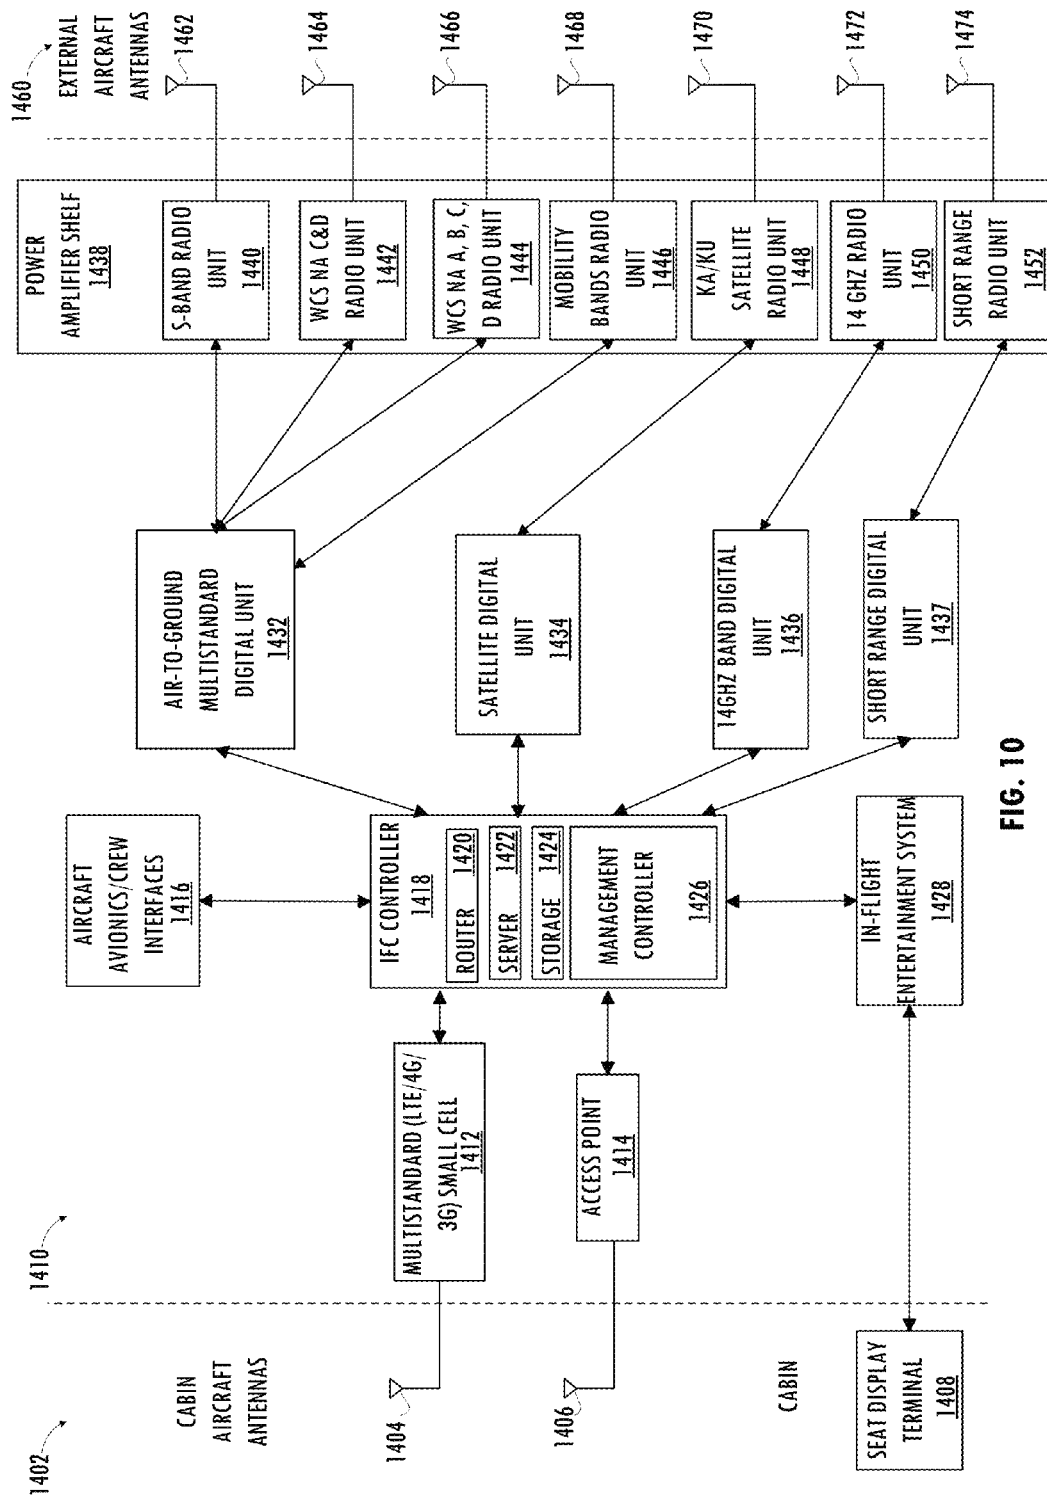 1402
1410
1460
CABIN
AIRCRAFT
ANTENNAS
1404
1406
CABIN
SEAT DISPLAY
TERMINAL
1408
MULTISTANDARD (LTE/4G/
3G) SMALL CELL
1412
ACCESS POINT
1414
AIRCRAFT
AVIONICS/CREW
INTERFACES
1416
IFC CONTROLLER
1418
ROUTER 1420
SERVER 1422
STORAGE 1424
MANAGEMENT
CONTROLLER
1426
IN-FLIGHT
ENTERTAINMENT SYSTEM
1428
AIR-TO-GROUND
MULTISTANDARD
DIGITAL UNIT
1432
SATELLITE DIGITAL
UNIT
1434
14GHZ BAND DIGITAL
UNIT
1436
SHORT RANGE DIGITAL
UNIT
1437
POWER
AMPLIFIER SHELF
1438
S-BAND RADIO
UNIT
1440
WCS NA C&D
RADIO UNIT
1442
WCS NA A, B, C,
D RADIO UNIT
1444
MOBILITY
BANDS RADIO
UNIT
1446
KA/KU
SATELLITE
RADIO UNIT
1448
14 GHZ RADIO
UNIT
1450
SHORT RANGE
RADIO UNIT
1452
EXTERNAL
AIRCRAFT
ANTENNAS
1462
1464
1466
1468
1470
1472
1474
FIG. 10